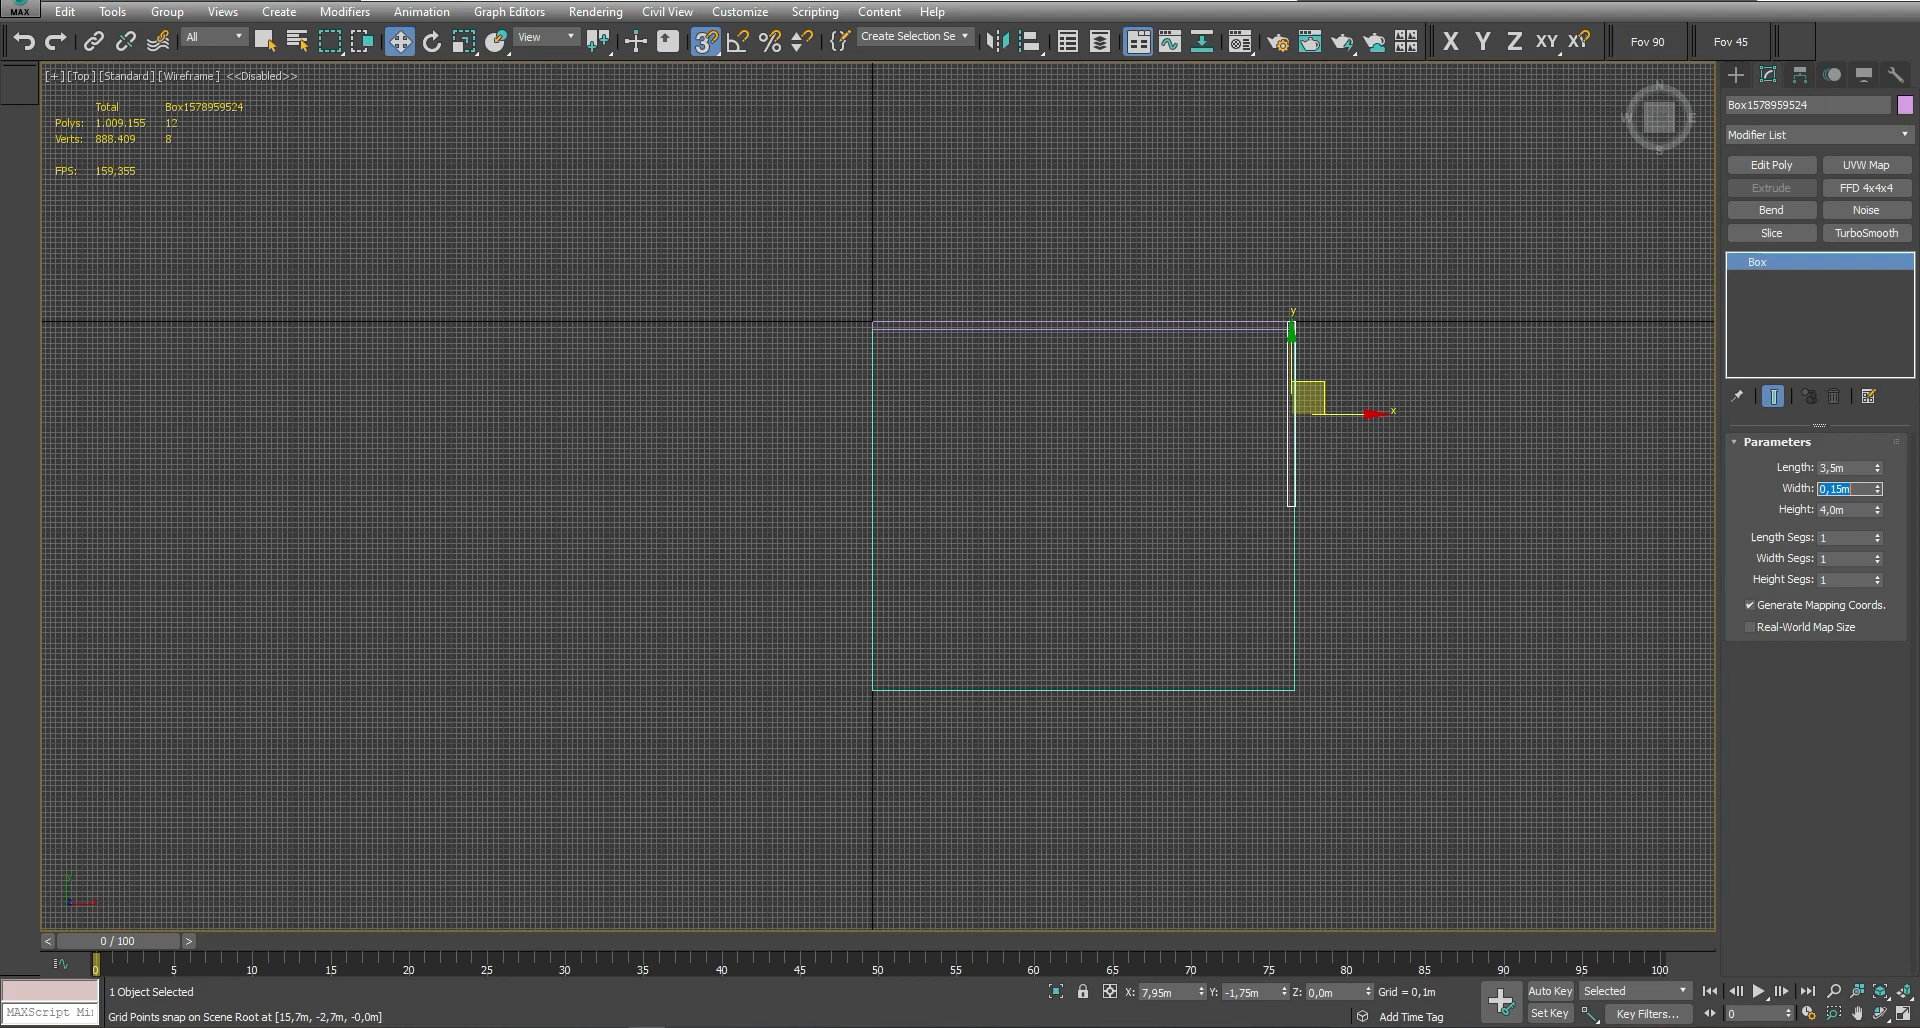 MAX Edit Tools Group Views Create Modifiers Animation Graph Editors Rendering Civil View Customize Scripting Content Help
All View 3 Create Selection Se X Y Z XY XY Fov 90 Fov 45
[+] [Top ] [Standard ] [Wireframe ] <<Disabled>>
Total Box1578959524
Polys: 1.009.155 12
Verts: 888.409 8
FPS: 159,355
N
W E
S
Box1578959524
Modifier List
Edit Poly UVW Map
Extrude FFD 4x4x4
Bend Noise
Slice TurboSmooth
Box
y
x
Parameters
Length: 3,5m
Width: 0,15m
Height: 4,0m
Length Segs: 1
Width Segs: 1
Height Segs: 1
Generate Mapping Coords.
Real-World Map Size
< 0 / 100 >
0 5 10 15 20 25 30 35 40 45 50 55 60 65 70 75 80 85 90 95 100
1 Object Selected X: 7,95m Y: -1,75m Z: 0,0m Grid = 0,1m Auto Key Selected
MAXScript Mi Grid Points snap on Scene Root at [15,7m, -2,7m, -0,0m] Add Time Tag Set Key Key Filters... 0